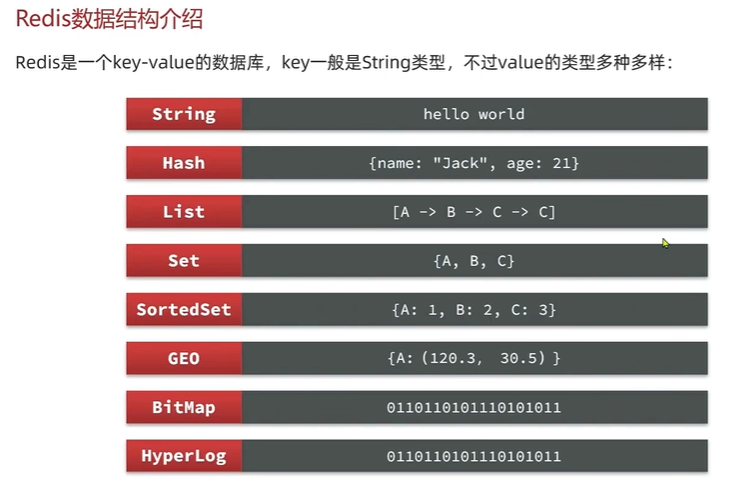 Redis数据结构介绍
Redis是一个key-value的数据库，key一般是String类型，不过value的类型多种多样：
String hello world
Hash {name: "Jack", age: 21}
List [A -> B -> C -> C]
Set {A, B, C}
SortedSet {A: 1, B: 2, C: 3}
GEO {A: (120.3, 30.5) }
BitMap 0110110101110101011
HyperLog 0110110101110101011